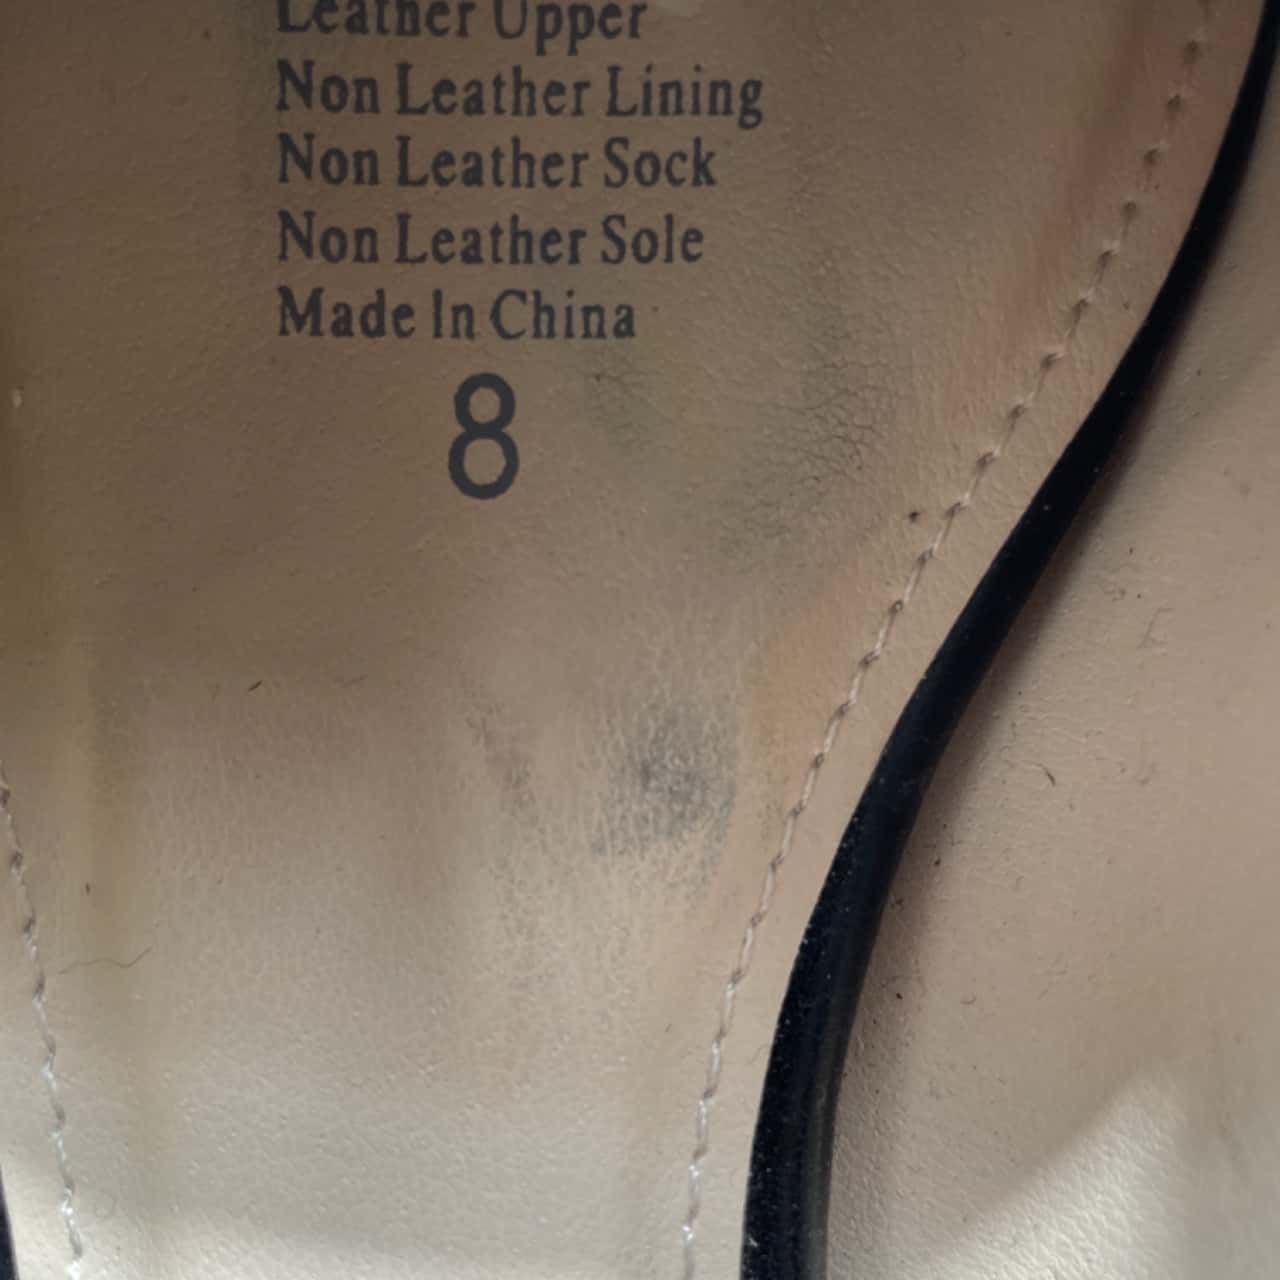 Leather Upper
Non Leather Lining
Non Leather Sock
Non Leather Sole
Made In China
8